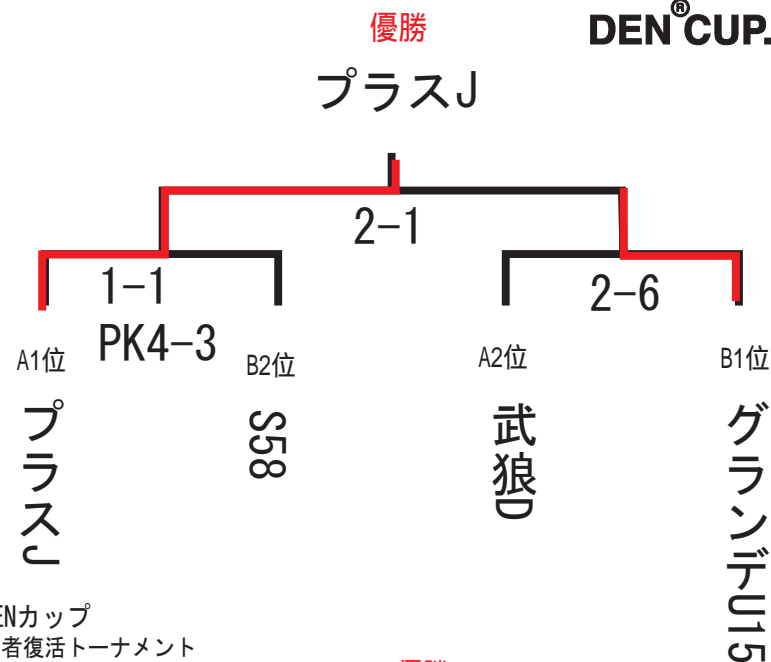 優勝
DEN®CUP.
プラスJ
2-1
1-1
2-6
PK4-3
A1位
B2位
A2位
B1位
プラスJ
S58
武狼D
グランデU15
ENカップ
者復活トーナメント